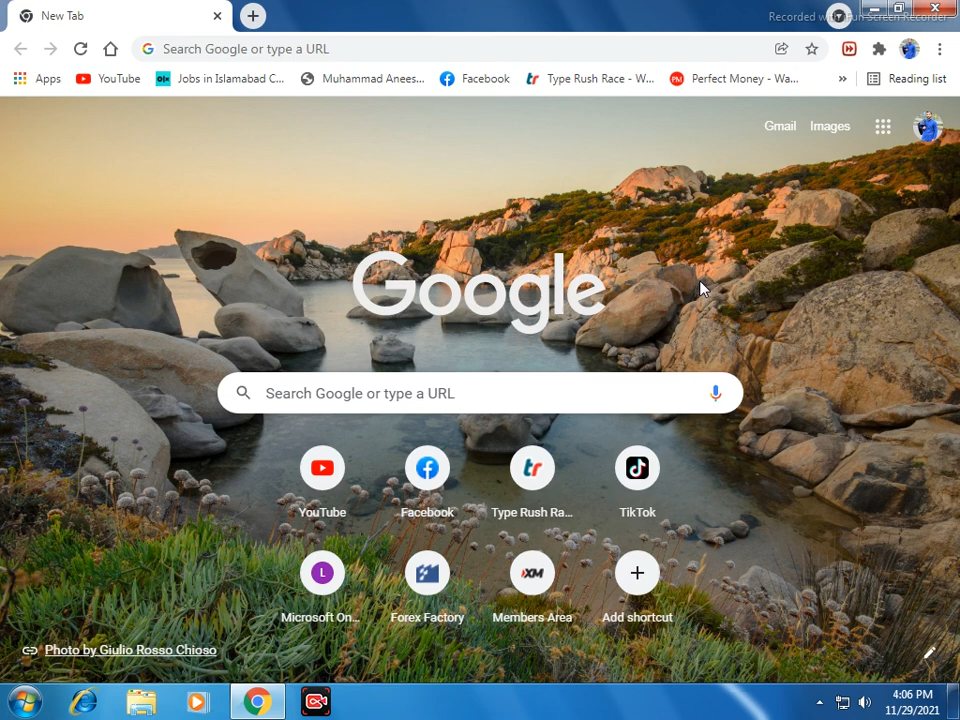 New Tab
Recorded with Fun Screen Recorder
Search Google or type a URL
Apps
YouTube
Jobs in Islamabad C...
Muhammad Anees...
Facebook
Type Rush Race - W...
Perfect Money - Wa...
»
Reading list
Gmail
Images
Google
Search Google or type a URL
YouTube
Facebook
Type Rush Ra...
TikTok
Microsoft On...
Forex Factory
Members Area
Add shortcut
Photo by Giulio Rosso Chioso
4:06 PM
11/29/2021